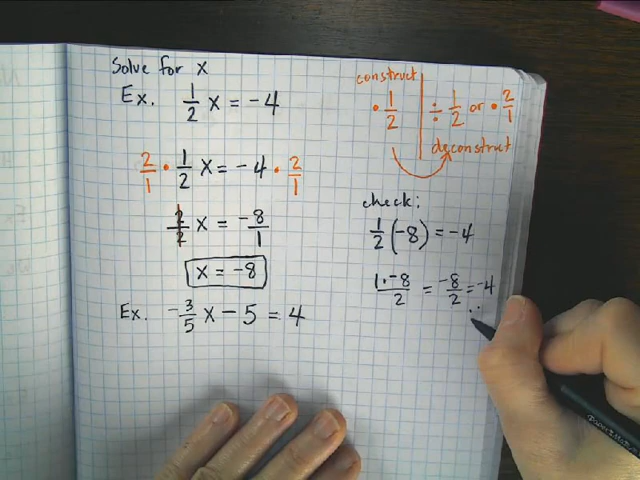 Solve for x
Ex. 1/2 x = -4
2/1 • 1/2 x = -4 • 2/1
2/2 x = -8/1
x = -8
Ex. -3/5 x - 5 = 4
construct
• 1/2 ÷ 1/2 or • 2/1
deconstruct
check:
1/2 (-8) = -4
1•-8/2 = -8/2 = -4